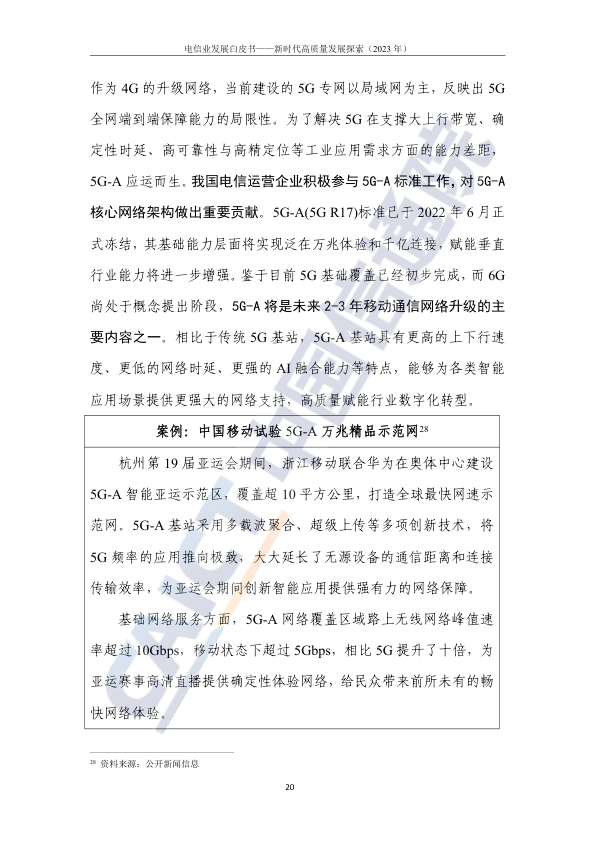 电信业发展白皮书——新时代高质量发展探索（2023 年）
作为 4G 的升级网络，当前建设的 5G 专网以局域网为主，反映出 5G
全网端到端保障能力的局限性。为了解决 5G 在支撑大上行带宽、确
定性时延、高可靠性与高精定位等工业应用需求方面的能力差距，
5G-A 应运而生。我国电信运营企业积极参与 5G-A 标准工作，对 5G-A
核心网络架构做出重要贡献。5G-A(5G R17)标准已于 2022 年 6 月正
式冻结，其基础能力层面将实现泛在万兆体验和千亿连接，赋能垂直
行业能力将进一步增强。鉴于目前 5G 基础覆盖已经初步完成，而 6G
尚处于概念提出阶段，5G-A 将是未来 2-3 年移动通信网络升级的主
要内容之一。相比于传统 5G 基站，5G-A 基站具有更高的上下行速
度、更低的网络时延、更强的 AI 融合能力等特点，能够为各类智能
应用场景提供更强大的网络支持，高质量赋能行业数字化转型。
案例：中国移动试验 5G-A 万兆精品示范网28
杭州第 19 届亚运会期间，浙江移动联合华为在奥体中心建设
5G-A 智能亚运示范区，覆盖超 10 平方公里，打造全球最快网速示
范网。5G-A 基站采用多载波聚合、超级上传等多项创新技术，将
5G 频率的应用推向极致，大大延长了无源设备的通信距离和连接
传输效率，为亚运会期间创新智能应用提供强有力的网络保障。
基础网络服务方面，5G-A 网络覆盖区域路上无线网络峰值速
率超过 10Gbps，移动状态下超过 5Gbps，相比 5G 提升了十倍，为
亚运赛事高清直播提供确定性体验网络，给民众带来前所未有的畅
快网络体验。
28 资料来源：公开新闻信息
20
CAICT 中国信通院